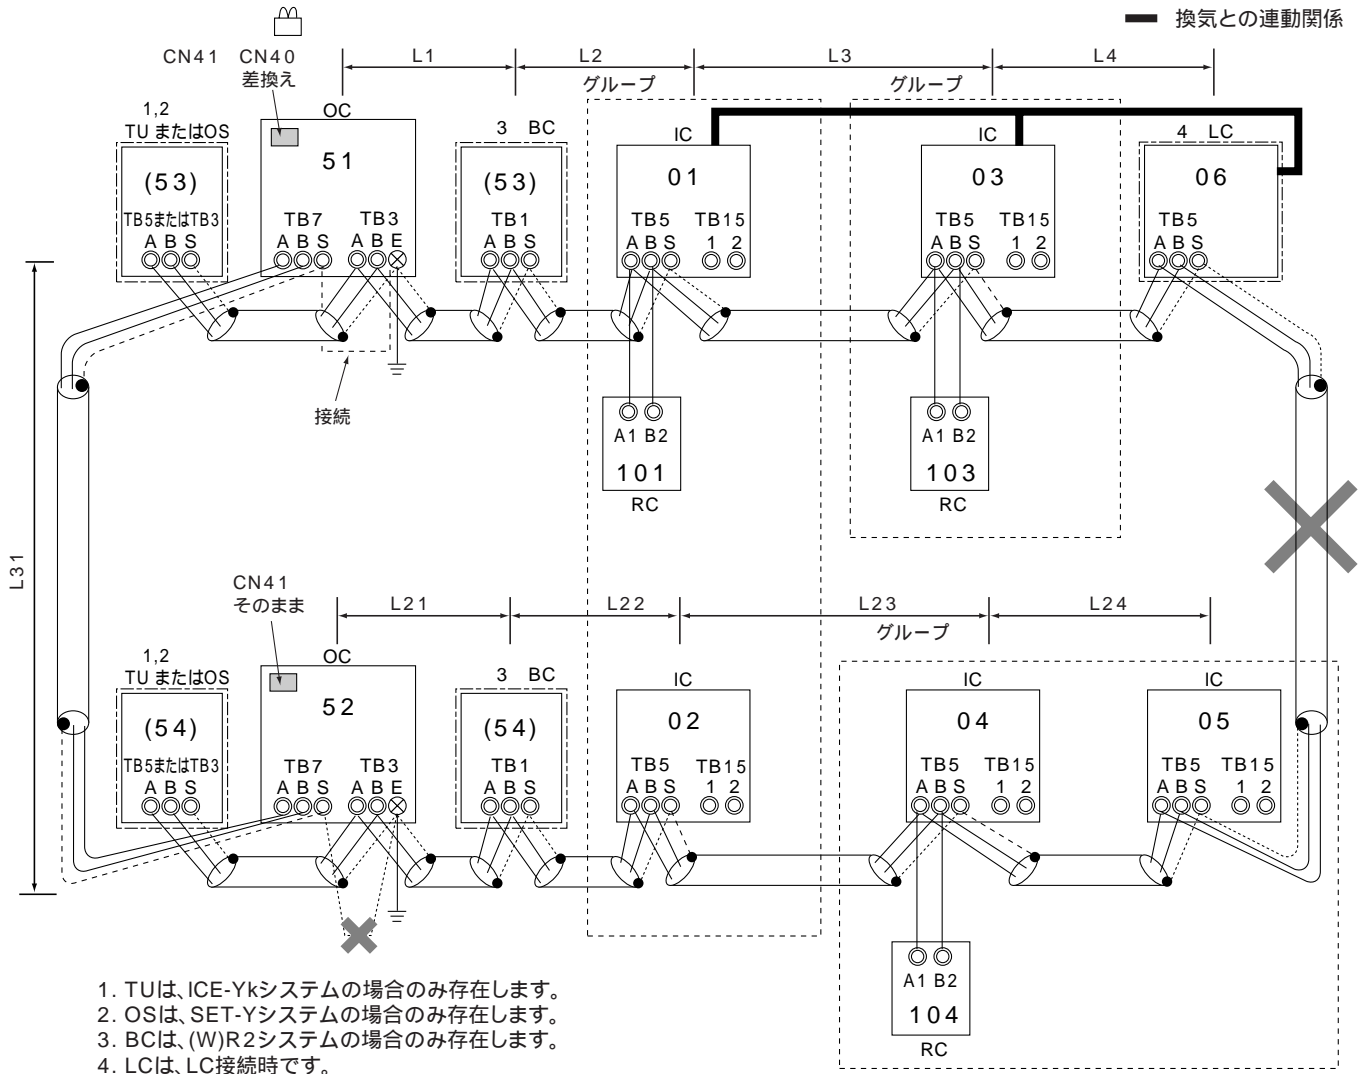 換気との連動関係
CN41 CN40
差換え
L1 L2 L3 L4
グループ グループ
1,2
TU またはOS
OC
3 BC
IC
IC
4 LC
(53)
51
(53)
01
03
06
TB5またはTB3
TB7 TB3
TB1
TB5 TB15
TB5 TB15
TB5
A B S
A B S A B E
A B S
A B S 1 2
A B S 1 2
A B S
接続
A1 B2
101
RC
A1 B2
103
RC
L31
CN41
そのまま
L21 L22 L23 L24
グループ
1,2
TU またはOS
OC
3 BC
IC
IC
IC
(54)
52
(54)
02
04
05
TB5またはTB3
TB7 TB3
TB1
TB5 TB15
TB5 TB15
TB5 TB15
A B S
A B S A B E
A B S
A B S 1 2
A B S 1 2
A B S 1 2
A1 B2
104
RC
1. TUは、ICE-Ykシステムの場合のみ存在します。
2. OSは、SET-Yシステムの場合のみ存在します。
3. BCは、(W)R2システムの場合のみ存在します。
4. LCは、LC接続時です。